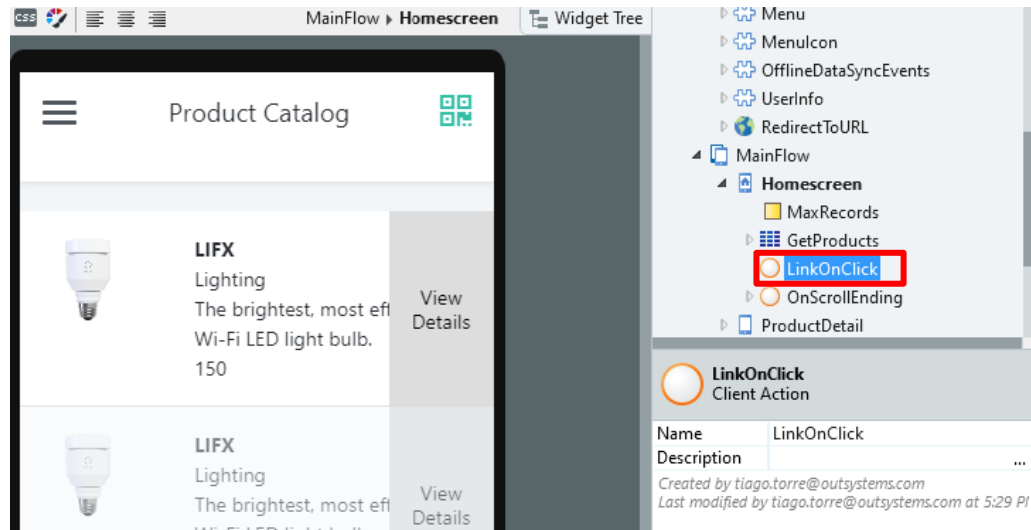 css
MainFlow Homescreen
Widget Tree
Product Catalog
LIFX
Lighting
The brightest, most eff
Wi-Fi LED light bulb.
150
View
Details
LIFX
Lighting
The brightest, most eff
View
Details
Menu
MenuIcon
OfflineDataSyncEvents
UserInfo
RedirectToURL
MainFlow
Homescreen
MaxRecords
GetProducts
LinkOnClick
OnScrollEnding
ProductDetail
LinkOnClick
Client Action
Name LinkOnClick
Description ...
Created by tiago.torre@outsystems.com
Last modified by tiago.torre@outsystems.com at 5:29 P